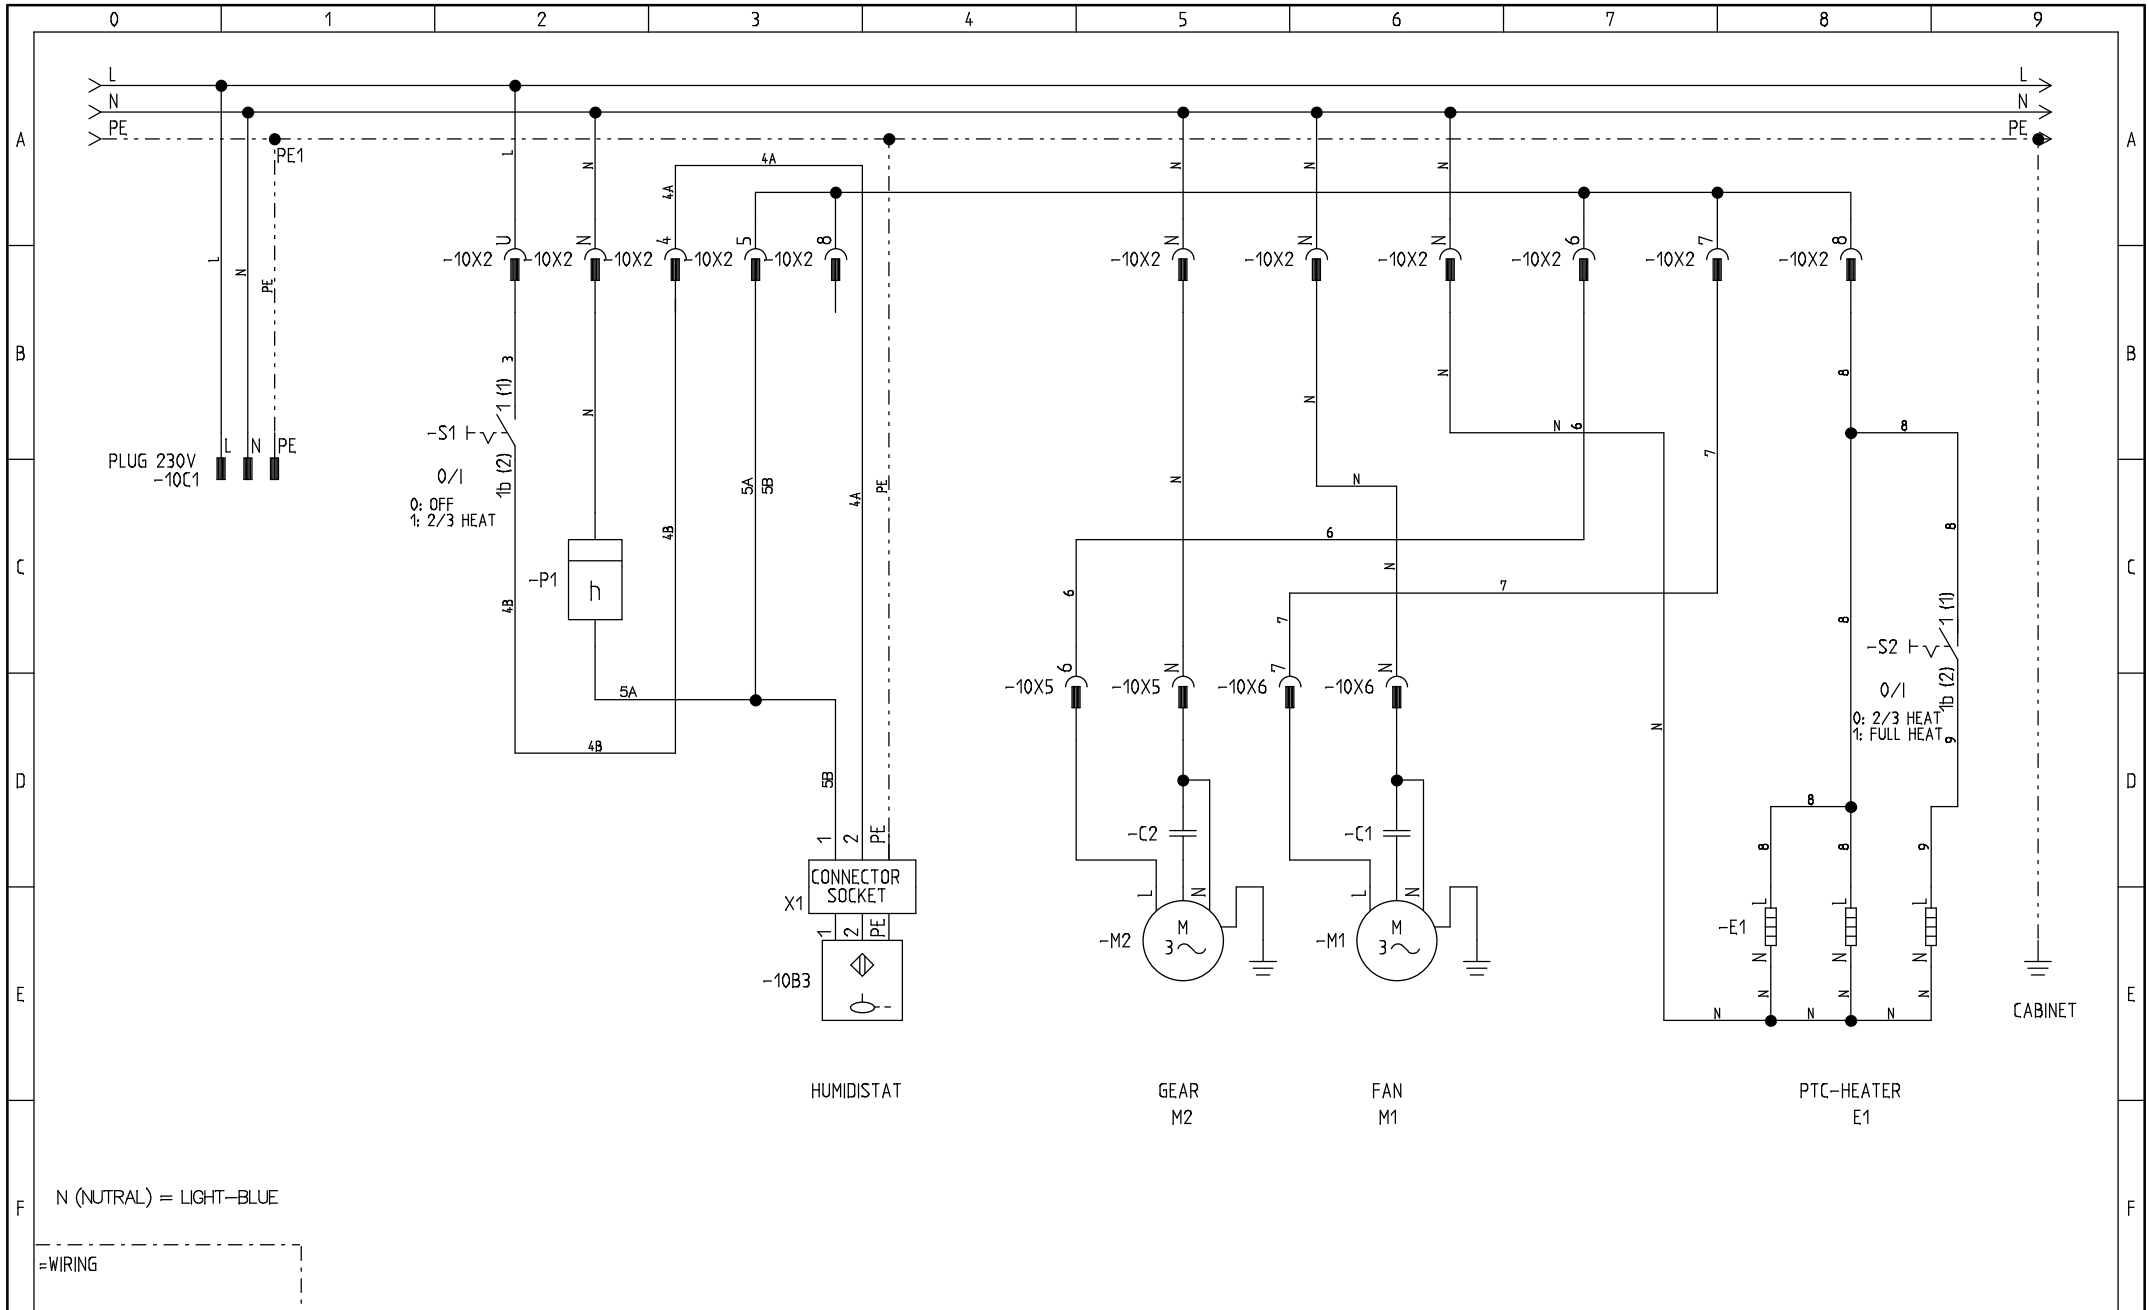 0 1 2 3 4 5 6 7 8 9
L L
N N
PE PE
A A
PE1
L N 4A 4A N N N
U N 4 5 8 N N N 6 7 8
-10X2 -10X2 -10X2 -10X2 -10X2 -10X2 -10X2 -10X2 -10X2 -10X2 -10X2
L N PE PE
B B
3 N 8
1 (1) N N
-S1 N 6 8
L N PE
PLUG 230V
-10C1
0/I
1b (2)
0: OFF
1: 2/3 HEAT
5A 5B 4A PE N N 7
4B 6 8
C C
-P1 h
4B 6 N 7
7 8 1 (1)
-S2
6 N 7 N
-10X5 -10X5 -10X6 -10X6
0/I
1b (2)
0: 2/3 HEAT
1: FULL HEAT
5A N 9
4B
D D
5B 8
1 2 PE
-C2 -C1
8 8 9
CONNECTOR
SOCKET
X1
L N L N L L L
1 2 PE
-M2 M
3
-M1 M
3
-E1
N N N
-10B3
E E
N N N
N N N
CABINET
HUMIDISTAT GEAR FAN PTC-HEATER
M2 M1 E1
N (NUTRAL) = LIGHT-BLUE
F F
=WIRING